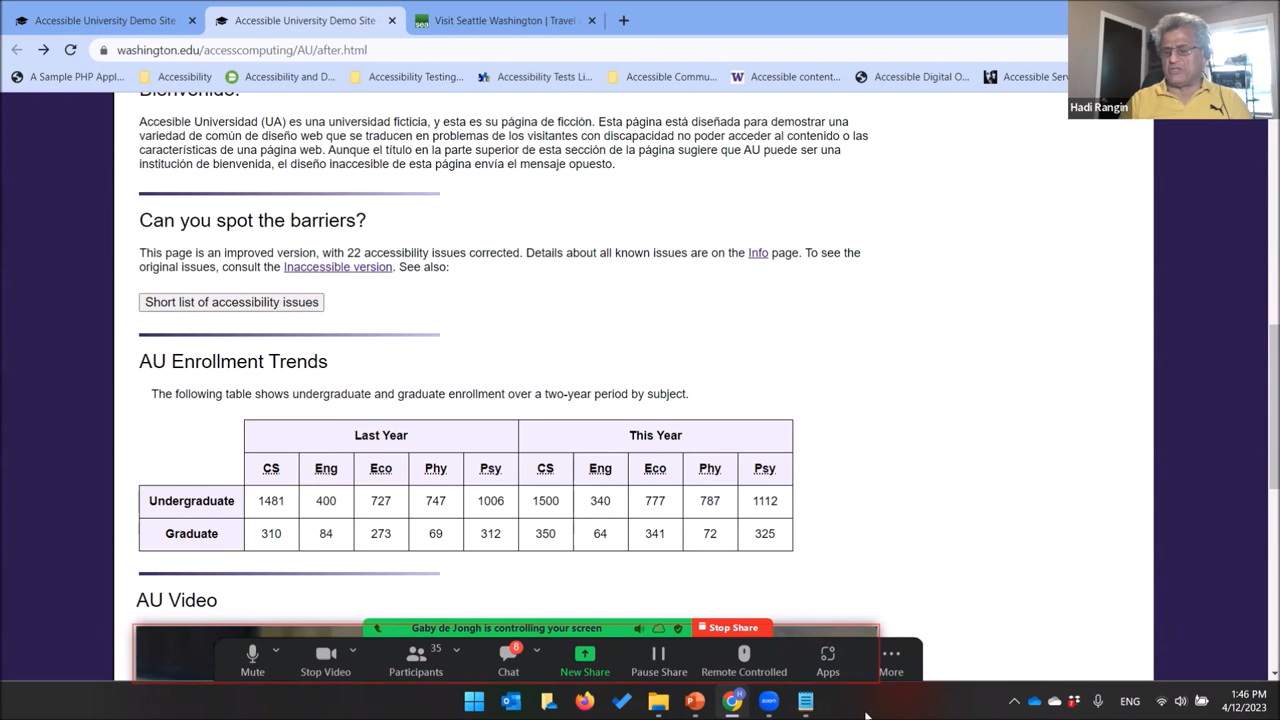 Accessible University Demo Site
Accessible University Demo Site
sea
Visit Seattle Washington | Travel
washington.edu/accesscomputing/AU/after.html
A Sample PHP Appl...
Accessibility
Accessibility and D...
Accessibility Testing...
Accessibility Tests Li...
Accessible Commu...
W
Accessible content...
Accessible Digital O...
Accessible Ser
Hadi Rangin
Bienvenido!
Accesible Universidad (UA) es una universidad ficticia, y esta es su página de ficción. Esta página está diseñada para demostrar una
variedad de común de diseño web que se traducen en problemas de los visitantes con discapacidad no poder acceder al contenido o las
características de una página web. Aunque el título en la parte superior de esta sección de la página sugiere que AU puede ser una
institución de bienvenida, el diseño inaccesible de esta página envía el mensaje opuesto.
Can you spot the barriers?
This page is an improved version, with 22 accessibility issues corrected. Details about all known issues are on the Info page. To see the
original issues, consult the Inaccessible version. See also:
Short list of accessibility issues
AU Enrollment Trends
The following table shows undergraduate and graduate enrollment over a two-year period by subject.
Last Year This Year
CS Eng Eco Phy Psy CS Eng Eco Phy Psy
Undergraduate 1481 400 727 747 1006 1500 340 777 787 1112
Graduate 310 84 273 69 312 350 64 341 72 325
AU Video
Gaby de Jongh is controlling your screen
Stop Share
35
8
Mute Stop Video Participants Chat New Share Pause Share Remote Controlled Apps More
H
zoom
ENG
1:46 PM
4/12/2023